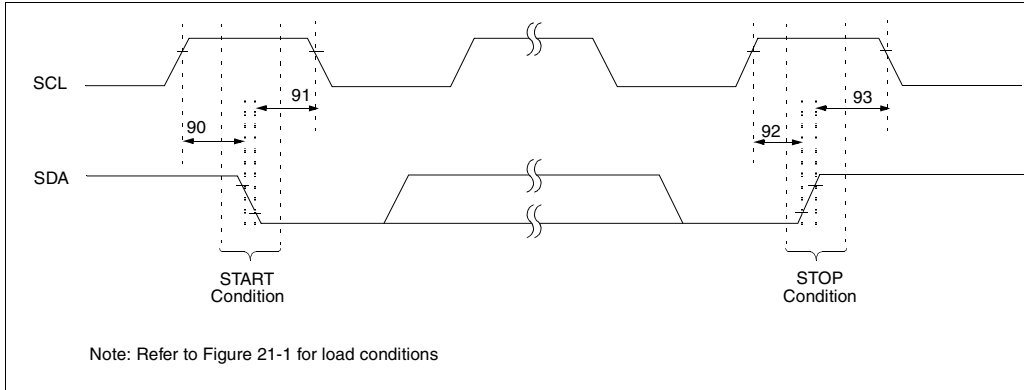 SCL
91
93
90
92
SDA
START
Condition
STOP
Condition
Note: Refer to Figure 21-1 for load conditions